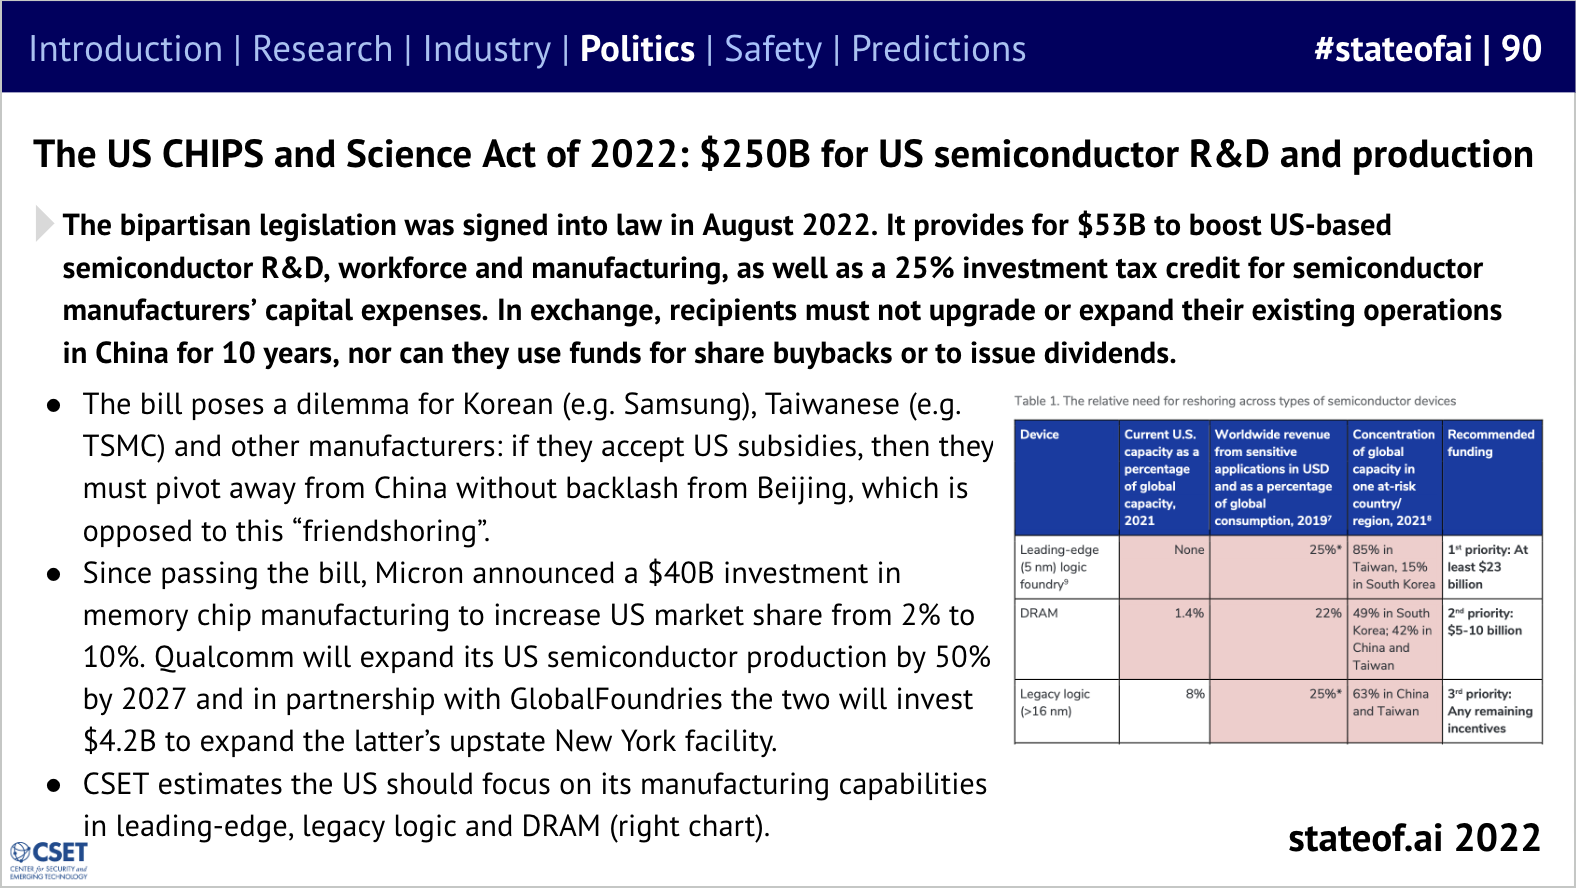 Introduction | Research | Industry | Politics | Safety | Predictions
#stateofai | 90
The US CHIPS and Science Act of 2022: $250B for US semiconductor R&D and production
The bipartisan legislation was signed into law in August 2022. It provides for $53B to boost US-based
semiconductor R&D, workforce and manufacturing, as well as a 25% investment tax credit for semiconductor
manufacturers’ capital expenses. In exchange, recipients must not upgrade or expand their existing operations
in China for 10 years, nor can they use funds for share buybacks or to issue dividends.
● The bill poses a dilemma for Korean (e.g. Samsung), Taiwanese (e.g.
TSMC) and other manufacturers: if they accept US subsidies, then they
must pivot away from China without backlash from Beijing, which is
opposed to this “friendshoring”.
● Since passing the bill, Micron announced a $40B investment in
memory chip manufacturing to increase US market share from 2% to
10%. Qualcomm will expand its US semiconductor production by 50%
by 2027 and in partnership with GlobalFoundries the two will invest
$4.2B to expand the latter’s upstate New York facility.
● CSET estimates the US should focus on its manufacturing capabilities
in leading-edge, legacy logic and DRAM (right chart).
Table 1. The relative need for reshoring across types of semiconductor devices
Device
Current U.S.
capacity as a
percentage
of global
capacity,
2021
Worldwide revenue
from sensitive
applications in USD
and as a percentage
of global
consumption, 2019⁷
Concentration
of global
capacity in
one at-risk
country/
region, 2021⁸
Recommended
funding
Leading-edge
(5 nm) logic
foundry⁹
None
25%*
85% in
Taiwan, 15%
in South Korea
1st priority: At
least $23
billion
DRAM
1.4%
22%
49% in South
Korea; 42% in
China and
Taiwan
2nd priority:
$5-10 billion
Legacy logic
(>16 nm)
8%
25%*
63% in China
and Taiwan
3rd priority:
Any remaining
incentives
CSET
CENTER for SECURITY and
EMERGING TECHNOLOGY
stateof.ai 2022